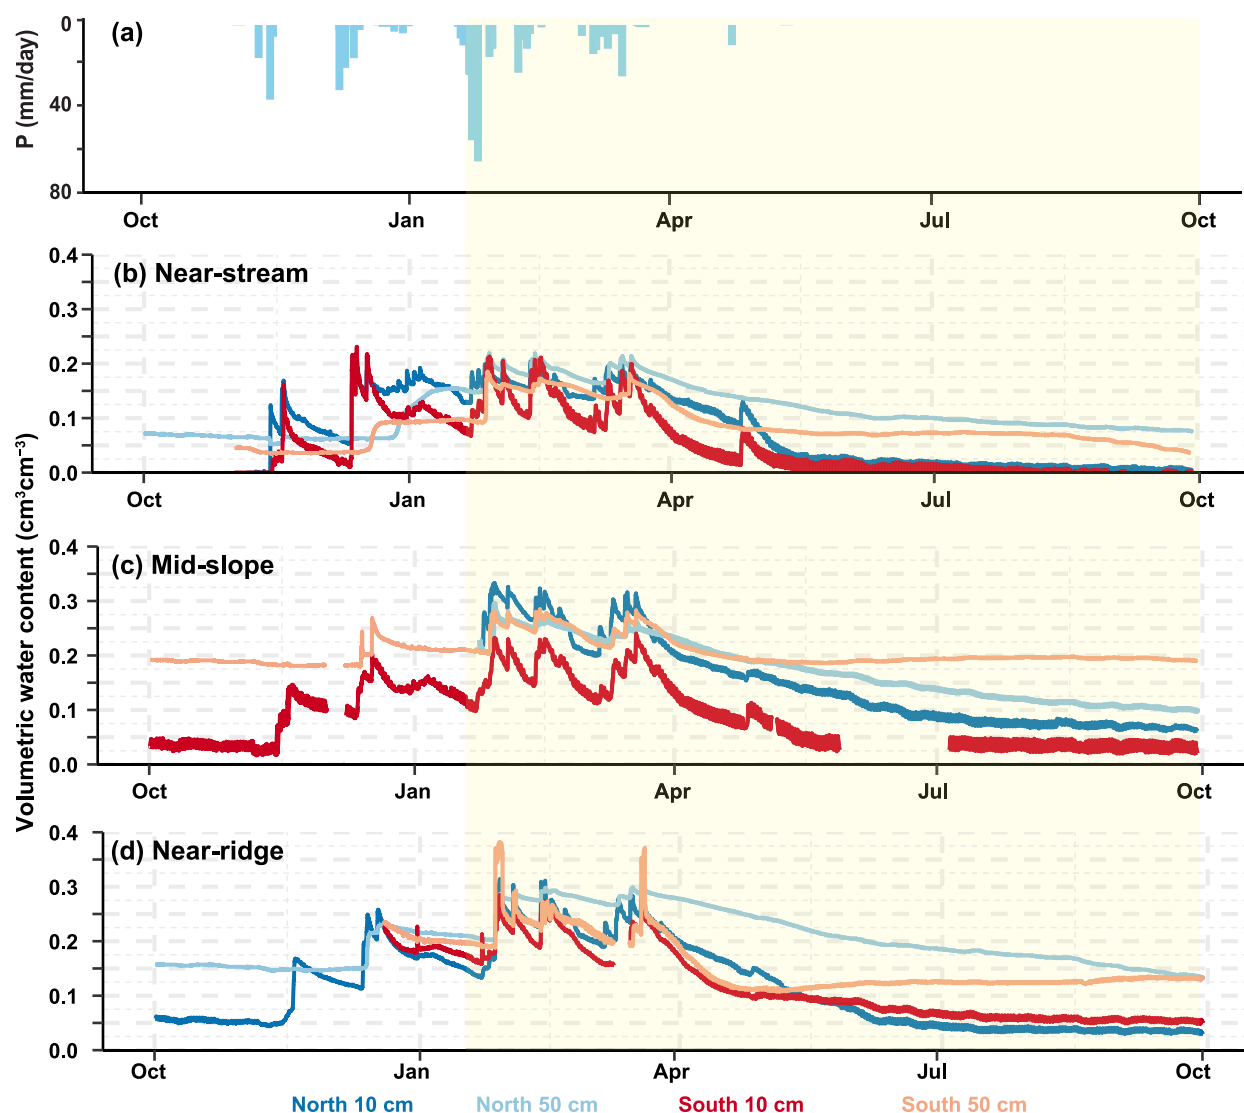 (a)
P (mm/day)
0
40
80
Oct Jan Apr Jul Oct
Volumetric water content (cm³cm⁻³)
(b) Near-stream
0.4
0.3
0.2
0.1
0.0
Oct Jan Apr Jul Oct
(c) Mid-slope
0.4
0.3
0.2
0.1
0.0
Oct Jan Apr Jul Oct
(d) Near-ridge
0.4
0.3
0.2
0.1
0.0
Oct Jan Apr Jul Oct
North 10 cm North 50 cm South 10 cm South 50 cm